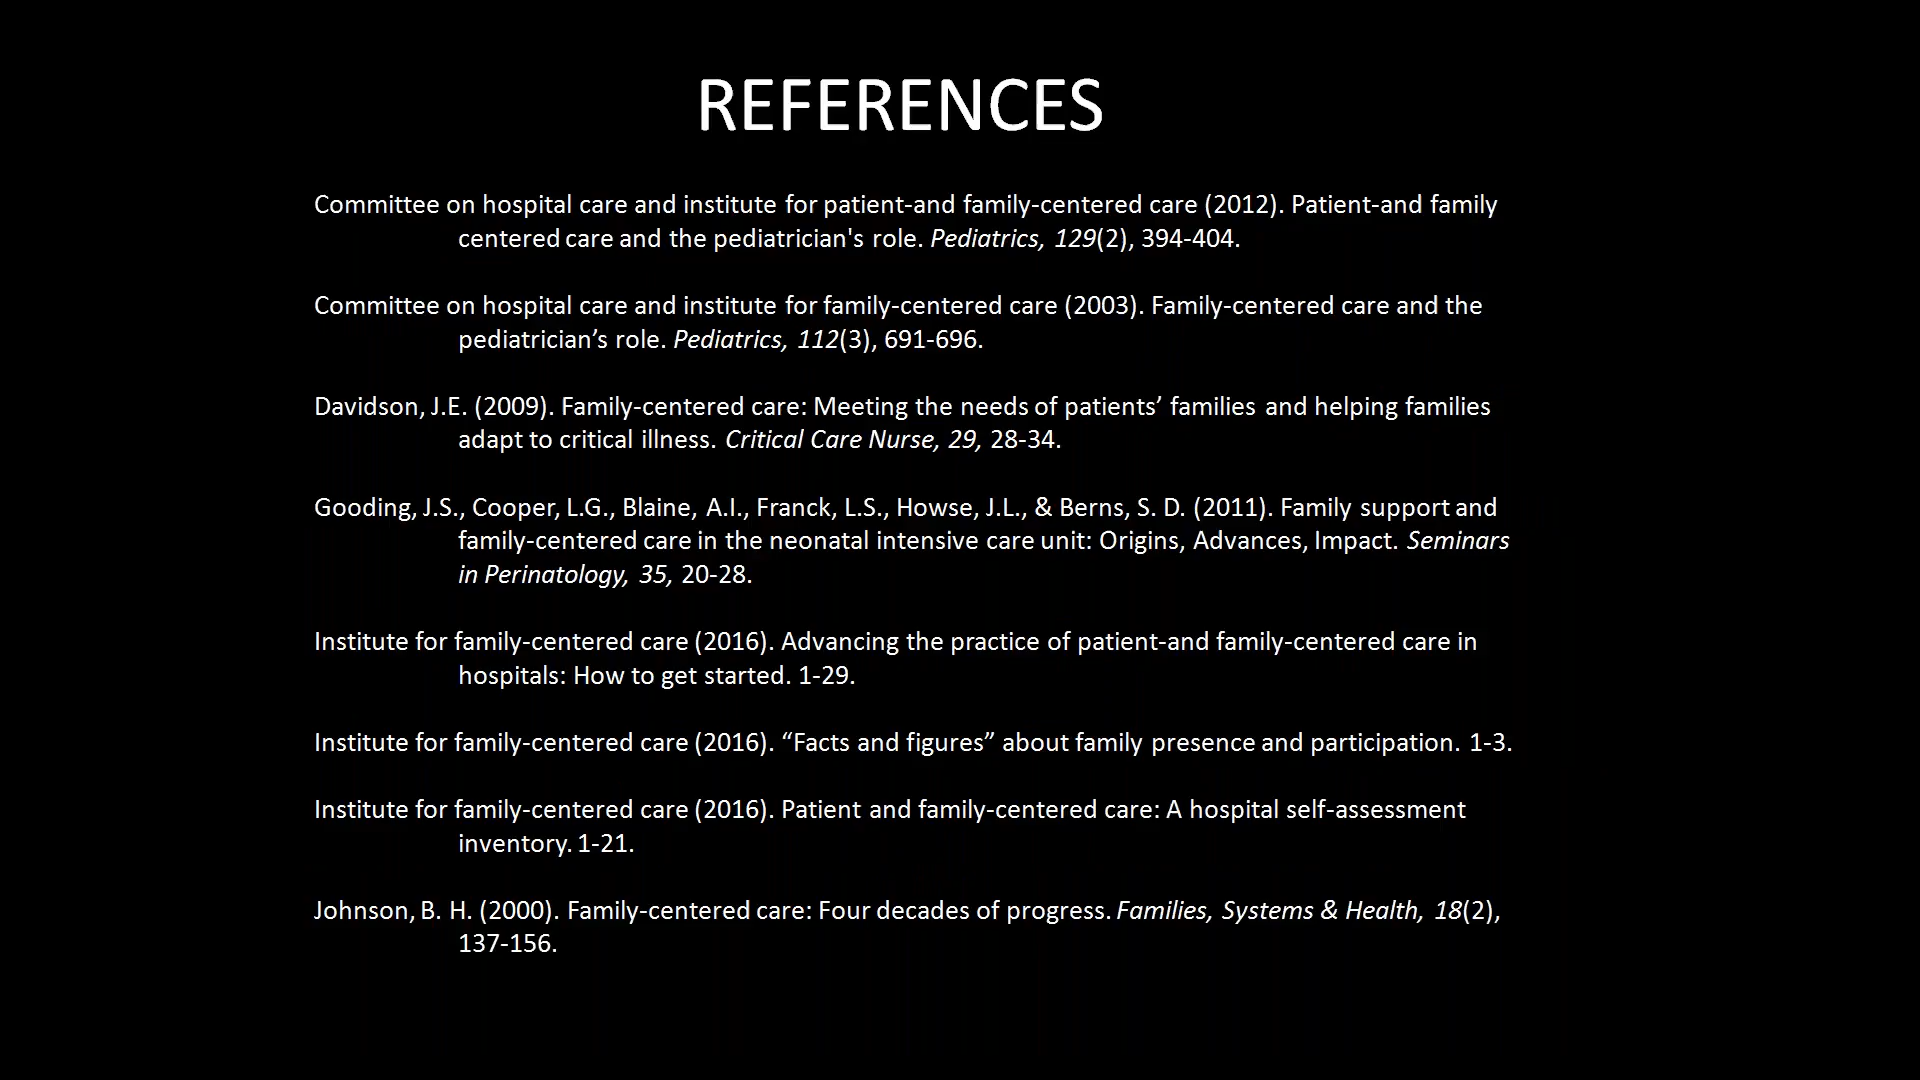 REFERENCES
Committee on hospital care and institute for patient-and family-centered care (2012). Patient-and family
centered care and the pediatrician's role. Pediatrics, 129(2), 394-404.
Committee on hospital care and institute for family-centered care (2003). Family-centered care and the
pediatrician’s role. Pediatrics, 112(3), 691-696.
Davidson, J.E. (2009). Family-centered care: Meeting the needs of patients’ families and helping families
adapt to critical illness. Critical Care Nurse, 29, 28-34.
Gooding, J.S., Cooper, L.G., Blaine, A.I., Franck, L.S., Howse, J.L., & Berns, S. D. (2011). Family support and
family-centered care in the neonatal intensive care unit: Origins, Advances, Impact. Seminars
in Perinatology, 35, 20-28.
Institute for family-centered care (2016). Advancing the practice of patient-and family-centered care in
hospitals: How to get started. 1-29.
Institute for family-centered care (2016). “Facts and figures” about family presence and participation. 1-3.
Institute for family-centered care (2016). Patient and family-centered care: A hospital self-assessment
inventory. 1-21.
Johnson, B. H. (2000). Family-centered care: Four decades of progress. Families, Systems & Health, 18(2),
137-156.